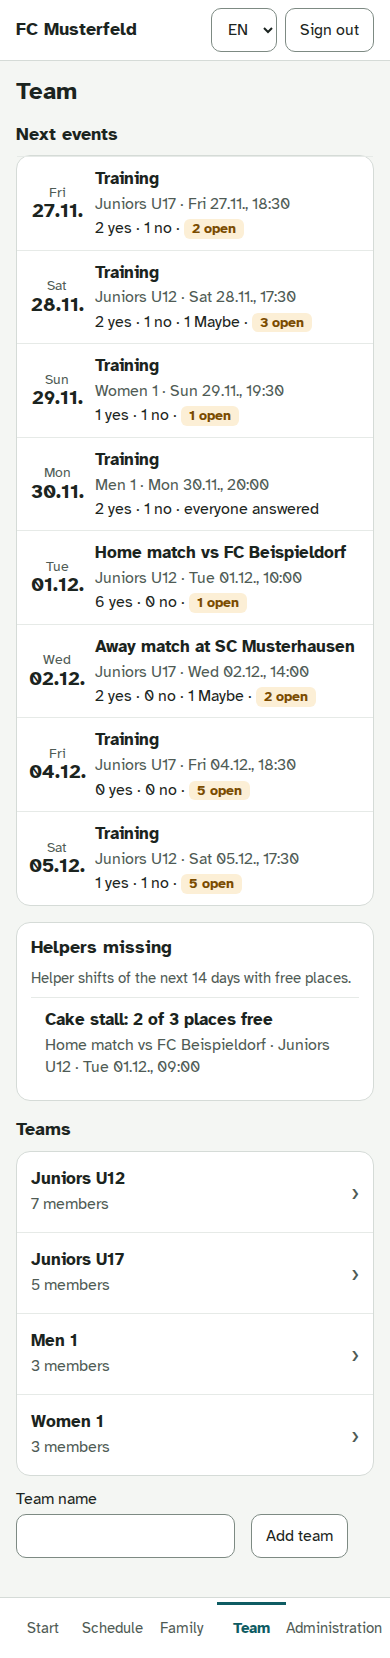 FC Musterfeld
EN
Sign out
Team
Next events
Fri
27.11.
Training
Juniors U17 · Fri 27.11., 18:30
2 yes · 1 no · 2 open
Sat
28.11.
Training
Juniors U12 · Sat 28.11., 17:30
2 yes · 1 no · 1 Maybe · 3 open
Sun
29.11.
Training
Women 1 · Sun 29.11., 19:30
1 yes · 1 no · 1 open
Mon
30.11.
Training
Men 1 · Mon 30.11., 20:00
2 yes · 1 no · everyone answered
Tue
01.12.
Home match vs FC Beispieldorf
Juniors U12 · Tue 01.12., 10:00
6 yes · 0 no · 1 open
Wed
02.12.
Away match at SC Musterhausen
Juniors U17 · Wed 02.12., 14:00
2 yes · 0 no · 1 Maybe · 2 open
Fri
04.12.
Training
Juniors U17 · Fri 04.12., 18:30
0 yes · 0 no · 5 open
Sat
05.12.
Training
Juniors U12 · Sat 05.12., 17:30
1 yes · 1 no · 5 open
Helpers missing
Helper shifts of the next 14 days with free places.
Cake stall: 2 of 3 places free
Home match vs FC Beispieldorf · Juniors
U12 · Tue 01.12., 09:00
Teams
Juniors U12
7 members
Juniors U17
5 members
Men 1
3 members
Women 1
3 members
Team name
Add team
Start
Schedule
Family
Team
Administration